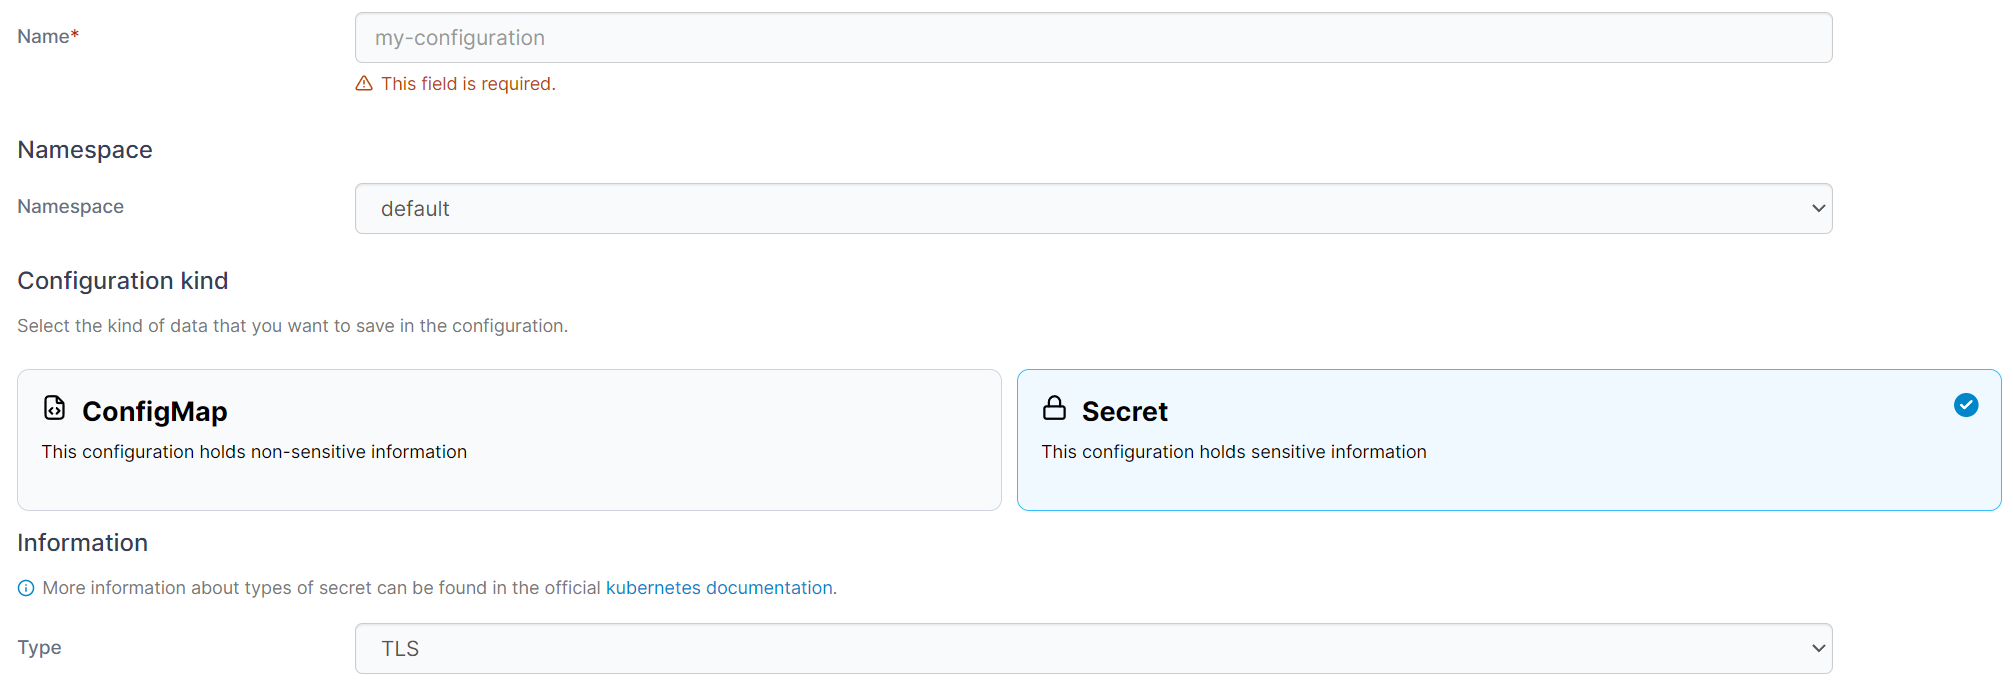 Name*
my-configuration
This field is required.
Namespace
Namespace
default
Configuration kind
Select the kind of data that you want to save in the configuration.
ConfigMap
This configuration holds non-sensitive information
Secret
This configuration holds sensitive information
Information
More information about types of secret can be found in the official kubernetes documentation.
Type
TLS